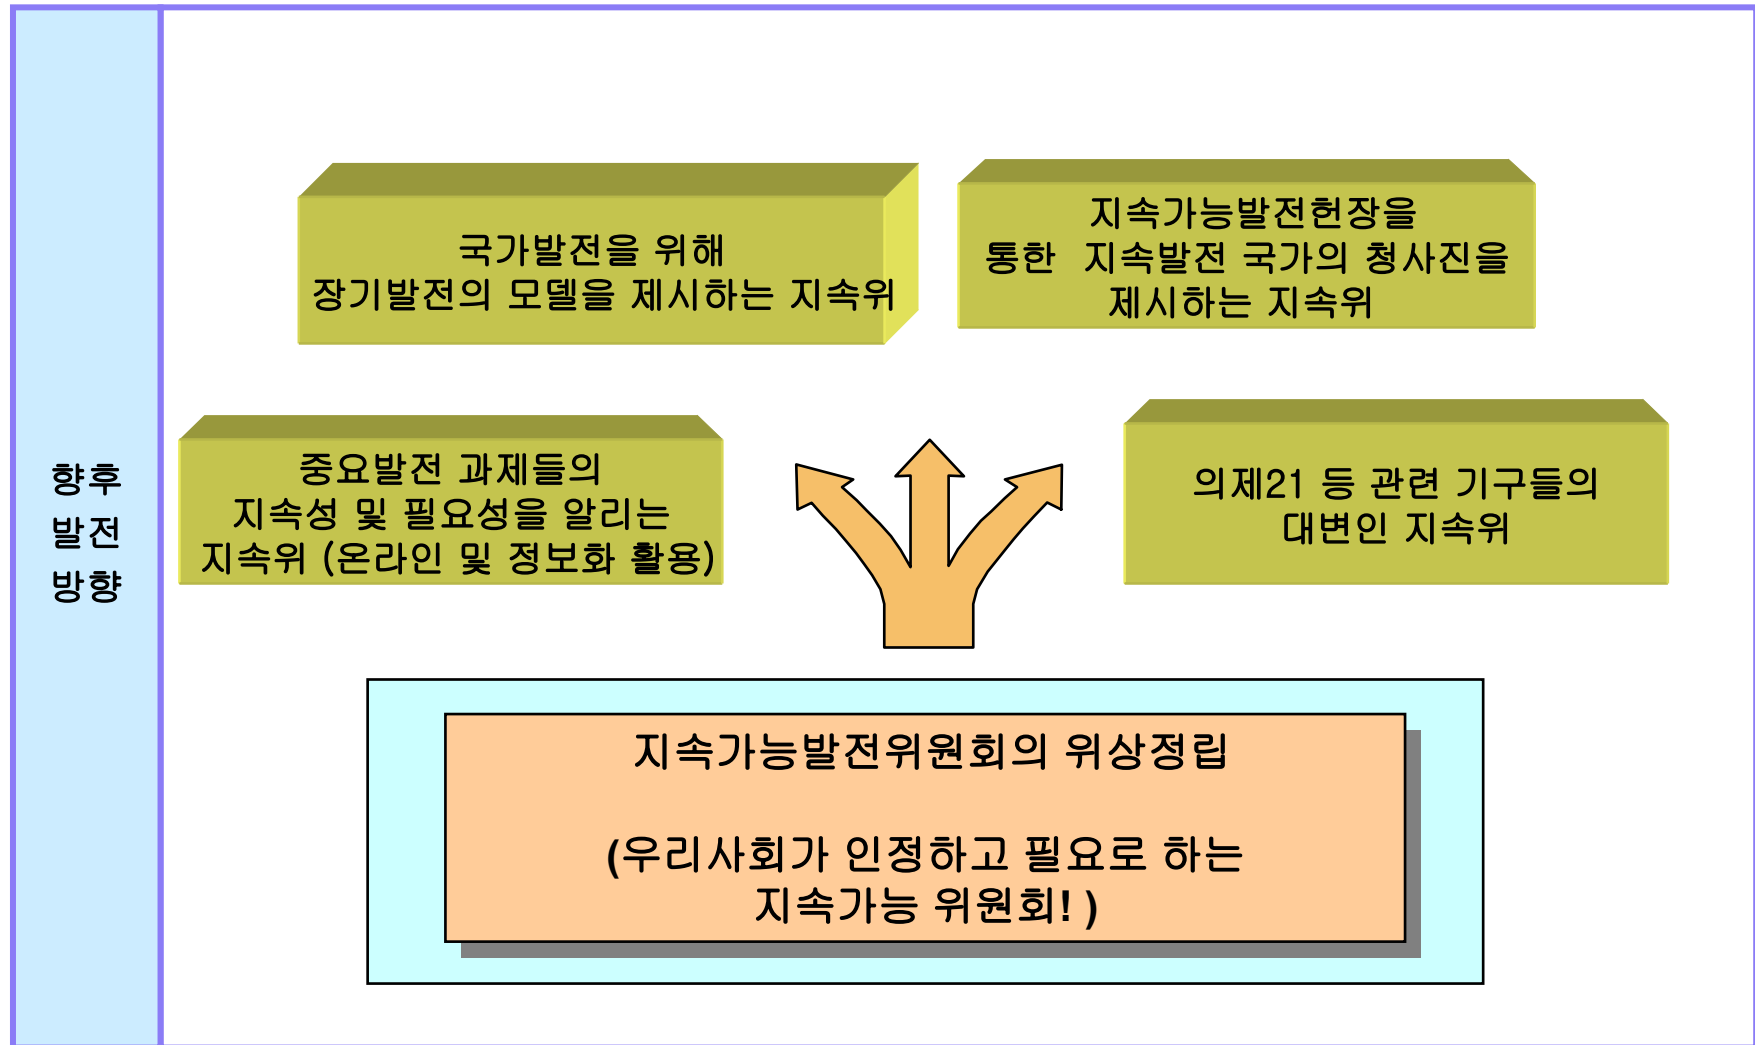 향후
발전
방향
국가발전을 위해
장기발전의 모델을 제시하는 지속위
지속가능발전헌장을
통한 지속발전 국가의 청사진을
제시하는 지속위
중요발전 과제들의
지속성 및 필요성을 알리는
지속위 (온라인 및 정보화 활용)
의제21 등 관련 기구들의
대변인 지속위
지속가능발전위원회의 위상정립
(우리사회가 인정하고 필요로 하는
지속가능 위원회! )